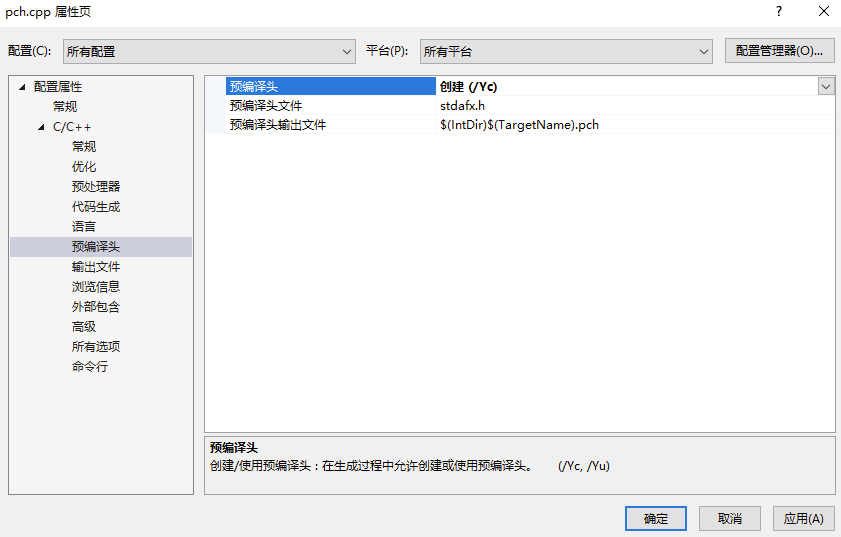 pch.cpp 属性页
配置(C): 所有配置 平台(P): 所有平台 配置管理器(O)...
配置属性
常规
C/C++
常规
优化
预处理器
代码生成
语言
预编译头
输出文件
浏览信息
外部包含
高级
所有选项
命令行
预编译头 创建 (/Yc)
预编译头文件 stdafx.h
预编译头输出文件 $(IntDir)$(TargetName).pch
预编译头
创建/使用预编译头：在生成过程中允许创建或使用预编译头。 (/Yc, /Yu)
确定 取消 应用(A)